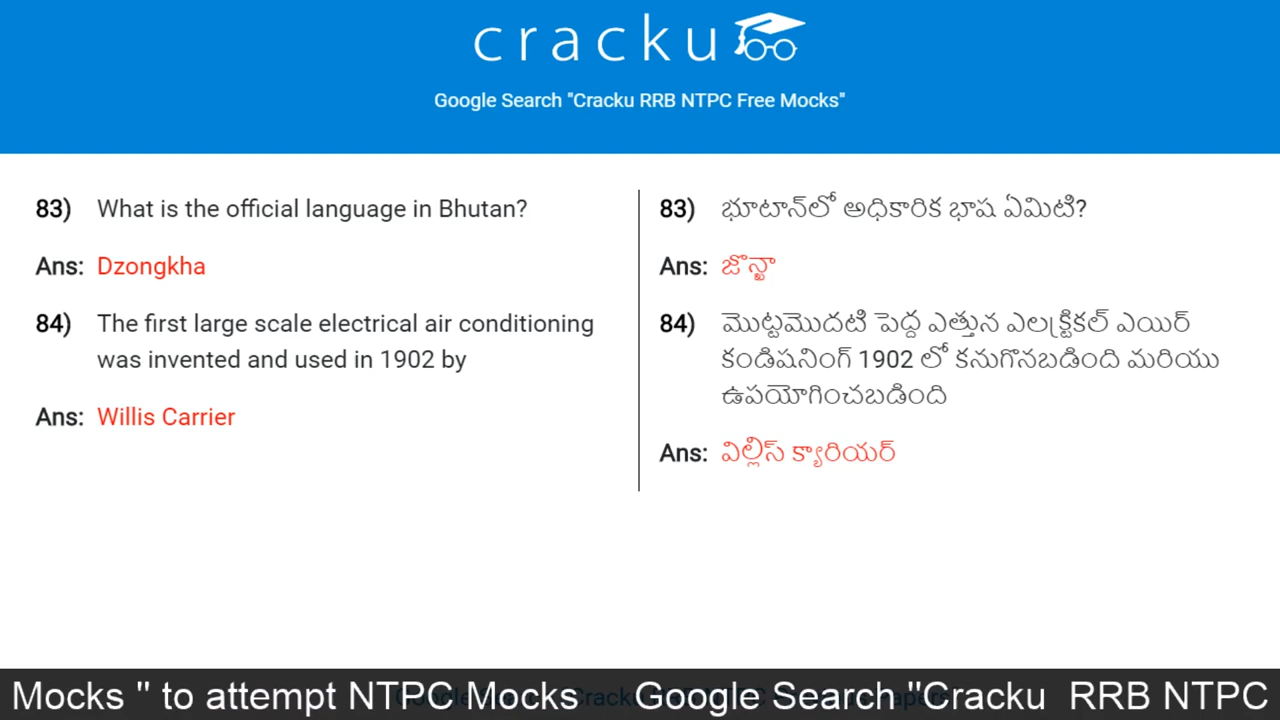 cracku
Google Search "Cracku RRB NTPC Free Mocks"
83) What is the official language in Bhutan?
Ans: Dzongkha
84) The first large scale electrical air conditioning
was invented and used in 1902 by
Ans: Willis Carrier
83) భూటాన్‌లో అధికారిక భాష ఏమిటి?
Ans: జొన్ఖా
84) మొట్టమొదటి పెద్ద ఎత్తున ఎలక్ట్రికల్ ఎయిర్
కండిషనింగ్ 1902 లో కనుగొనబడింది మరియు
ఉపయోగించబడింది
Ans: విల్లిస్ క్యారియర్
Mocks " to attempt NTPC Mocks Google Search "Cracku RRB NTPC